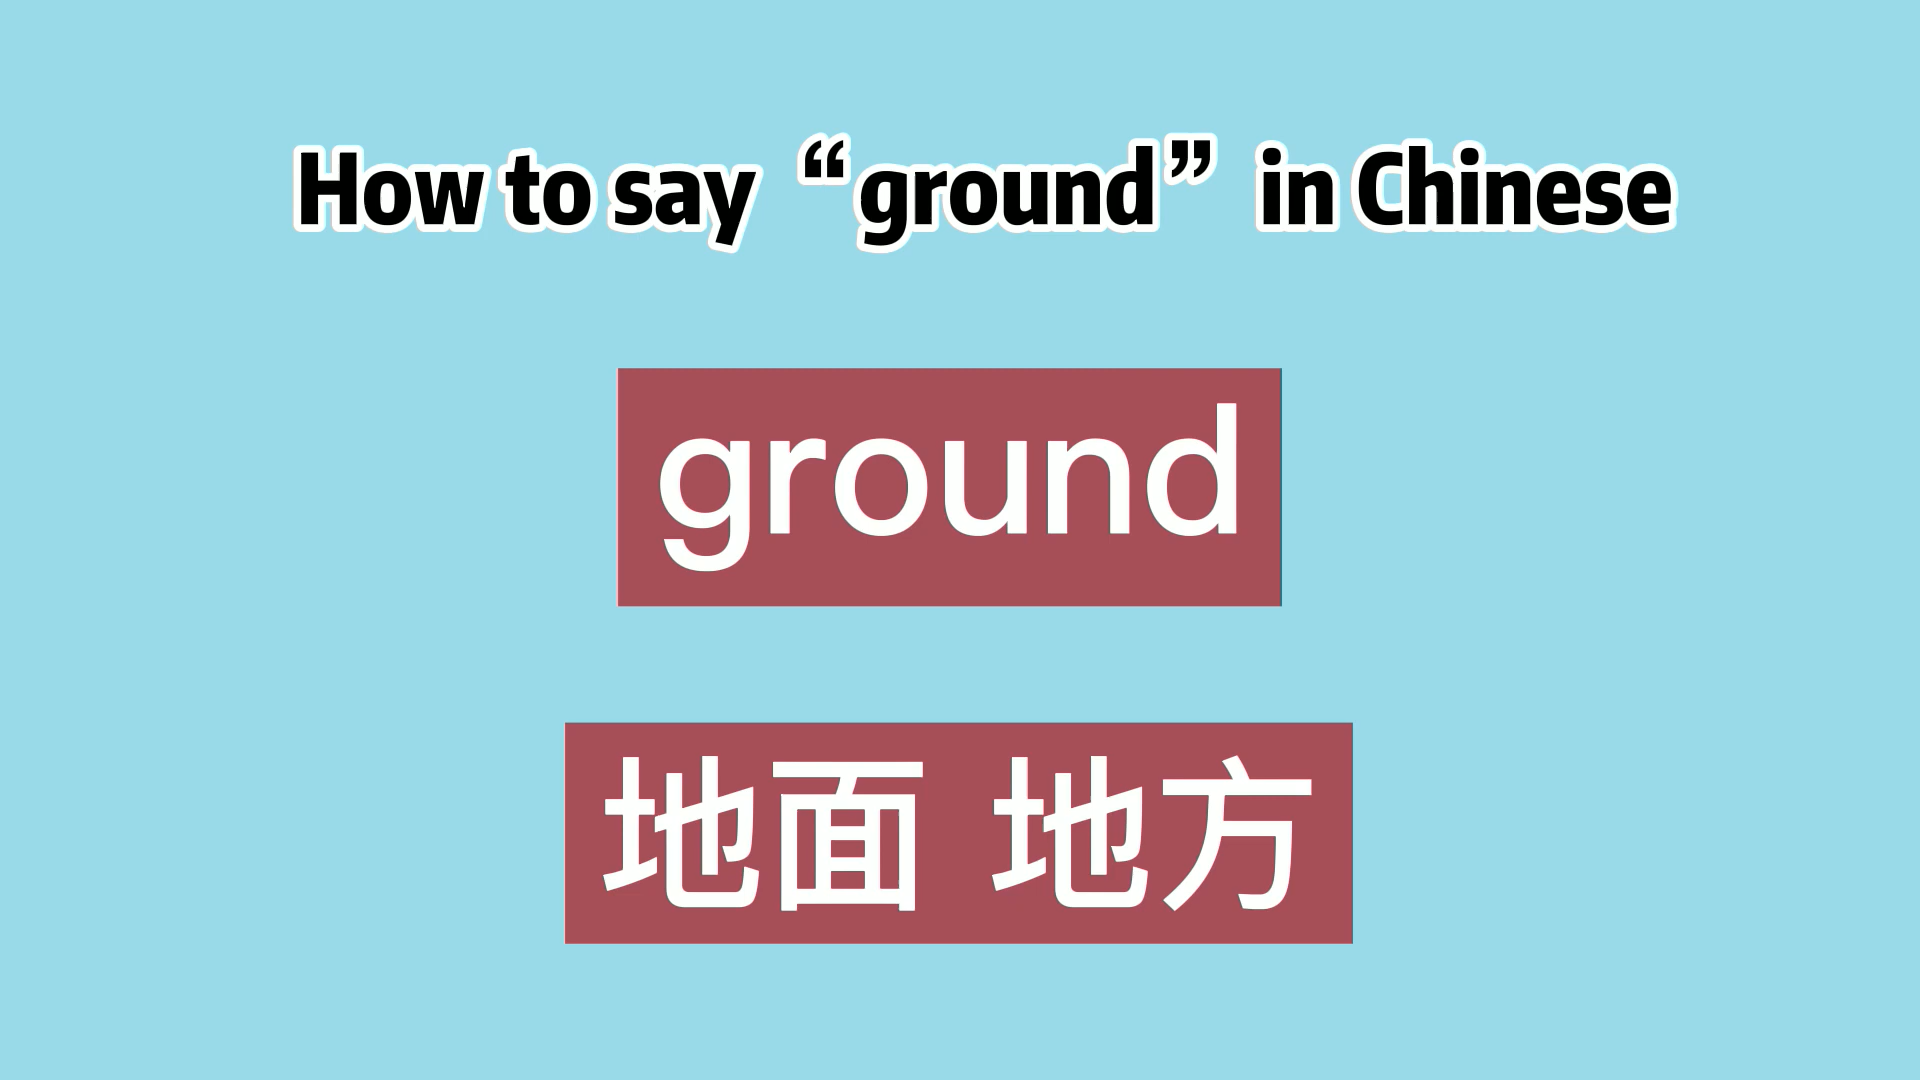 How to say “ground” in Chinese
ground
地面 地方